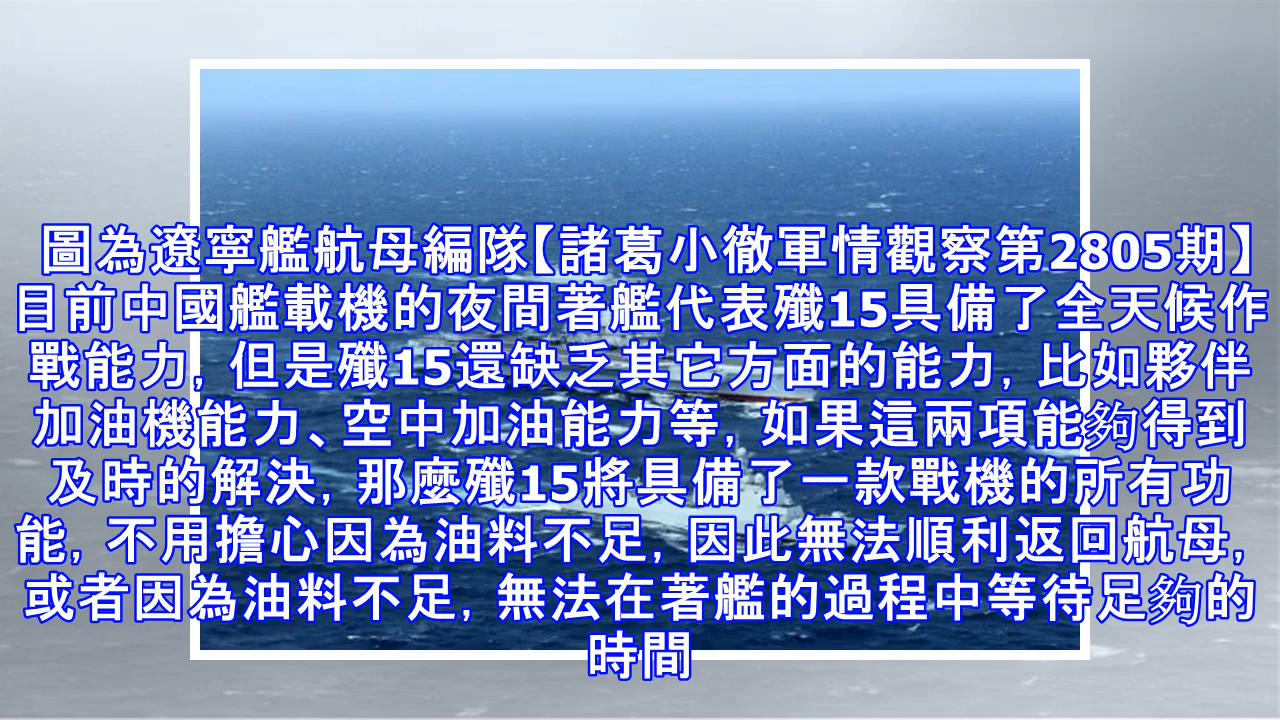 圖為遼寧艦航母編隊【諸葛小徹軍情觀察第2805期】
目前中國艦載機的夜間著艦代表殲15具備了全天候作
戰能力, 但是殲15還缺乏其它方面的能力, 比如夥伴
加油機能力、空中加油能力等, 如果這兩項能夠得到
及時的解決, 那麼殲15將具備了一款戰機的所有功
能, 不用擔心因為油料不足, 因此無法順利返回航母,
或者因為油料不足, 無法在著艦的過程中等待足夠的
時間